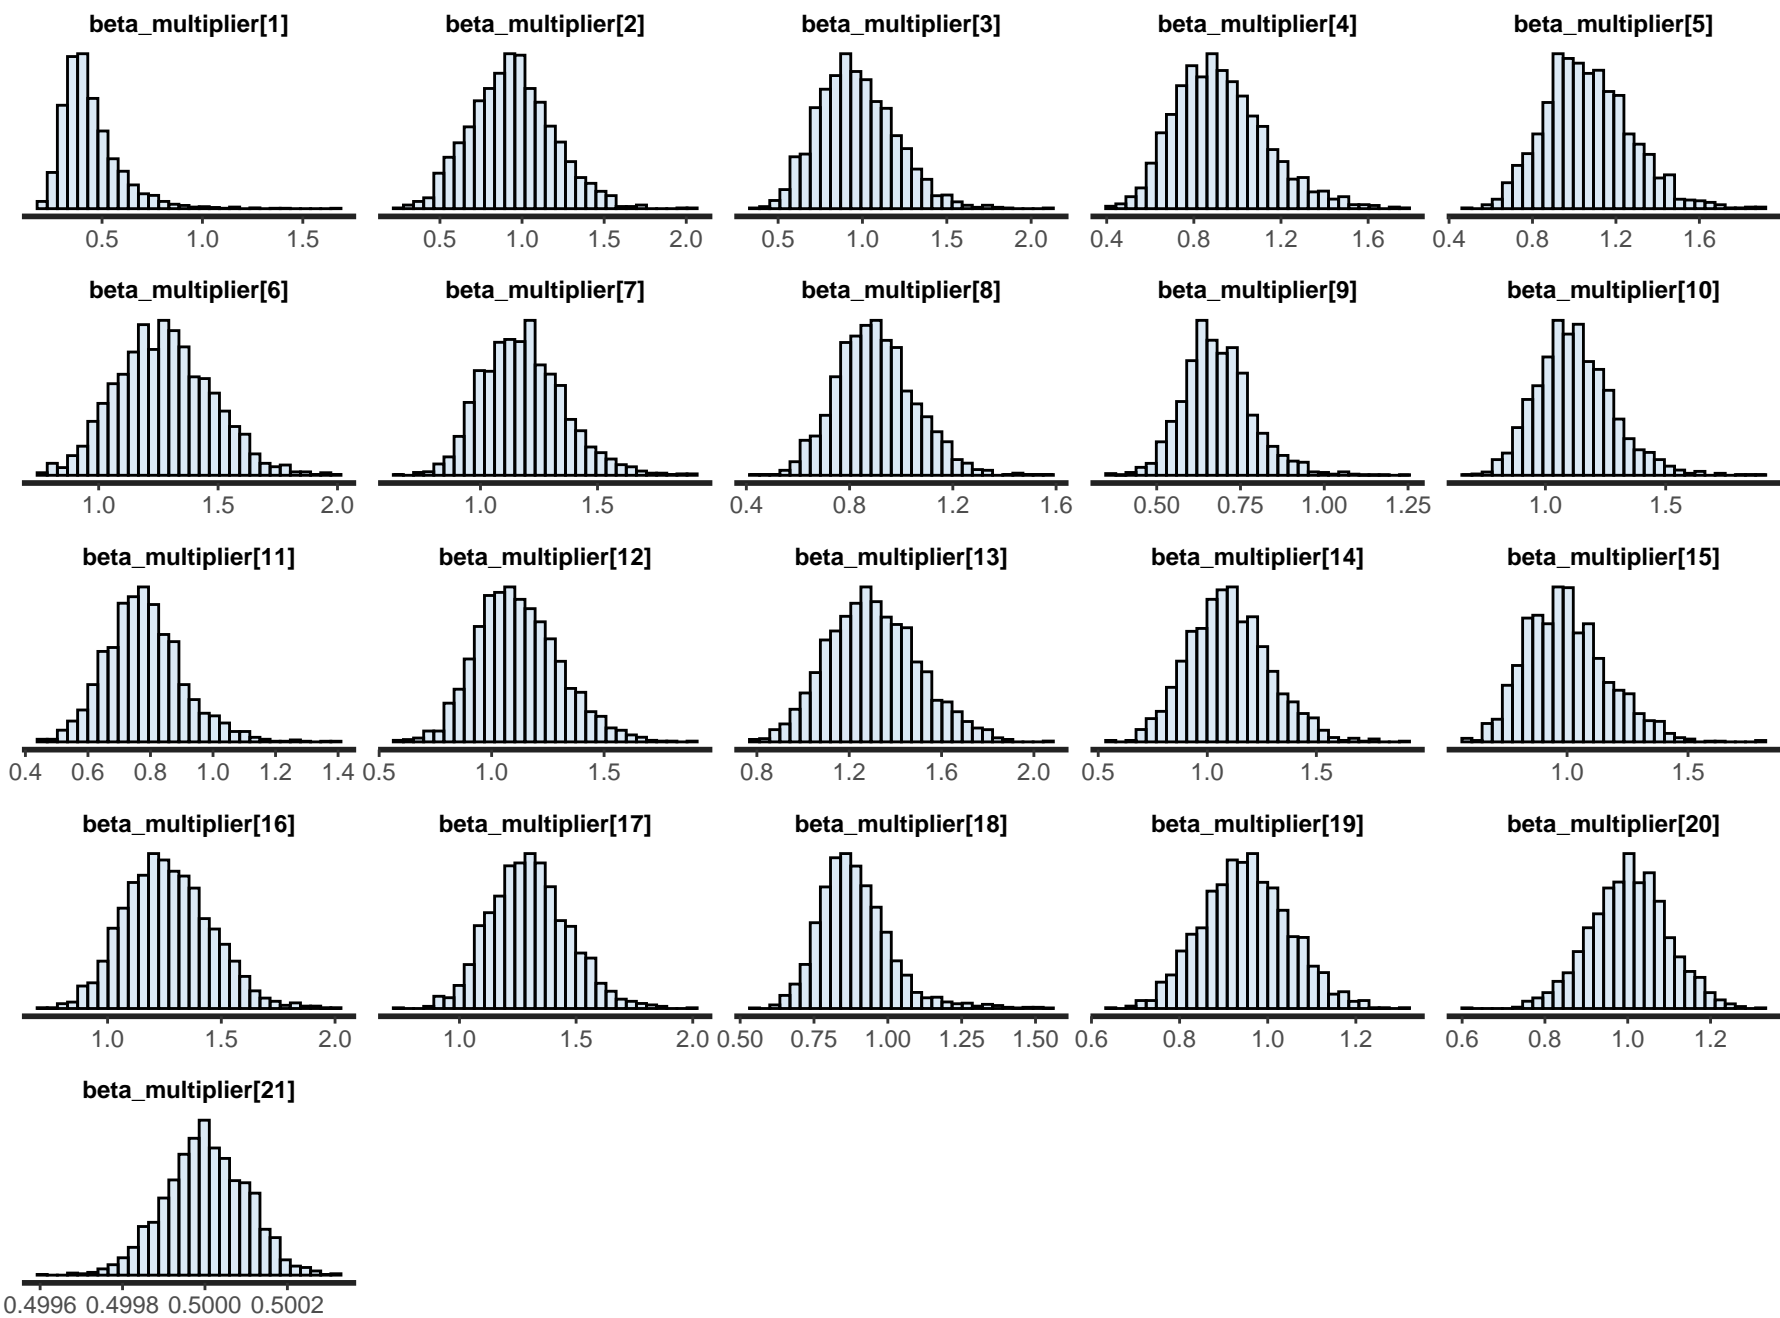 beta_multiplier[1] beta_multiplier[2] beta_multiplier[3] beta_multiplier[4] beta_multiplier[5]
0.5 1.0 1.5 0.5 1.0 1.5 2.0 0.5 1.0 1.5 2.0 0.4 0.8 1.2 1.6 0.4 0.8 1.2 1.6
beta_multiplier[6] beta_multiplier[7] beta_multiplier[8] beta_multiplier[9] beta_multiplier[10]
1.0 1.5 2.0 1.0 1.5 0.4 0.8 1.2 1.6 0.50 0.75 1.00 1.25 1.0 1.5
beta_multiplier[11] beta_multiplier[12] beta_multiplier[13] beta_multiplier[14] beta_multiplier[15]
0.4 0.6 0.8 1.0 1.2 1.4 0.5 1.0 1.5 0.8 1.2 1.6 2.0 0.5 1.0 1.5 1.0 1.5
beta_multiplier[16] beta_multiplier[17] beta_multiplier[18] beta_multiplier[19] beta_multiplier[20]
1.0 1.5 2.0 1.0 1.5 2.0 0.50 0.75 1.00 1.25 1.50 0.6 0.8 1.0 1.2 0.6 0.8 1.0 1.2
beta_multiplier[21]
0.4996 0.4998 0.5000 0.5002